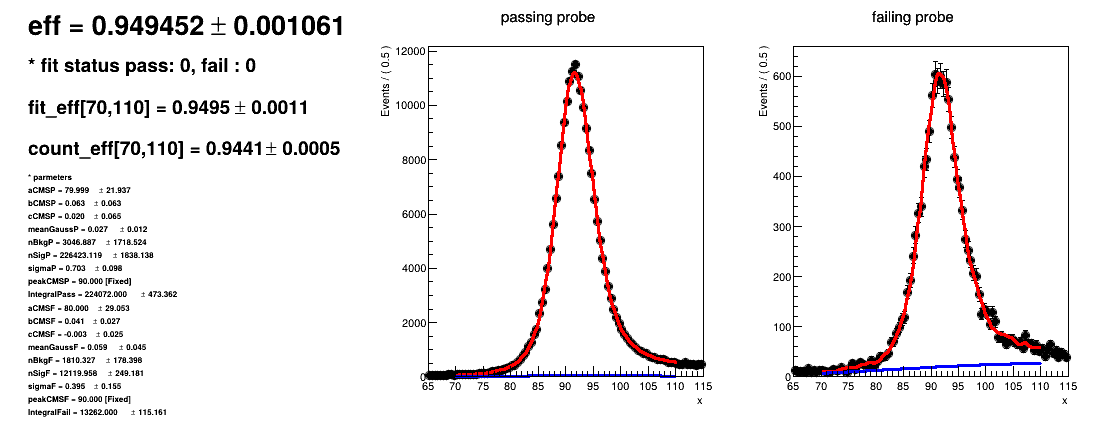 eff = 0.949452 ± 0.001061
* fit status pass: 0, fail : 0
fit_eff[70,110] = 0.9495 ± 0.0011
count_eff[70,110] = 0.9441± 0.0005
* parmeters
aCMSP = 79.999 ± 21.937
bCMSP = 0.063 ± 0.063
cCMSP = 0.020 ± 0.065
meanGaussP = 0.027 ± 0.012
nBkgP = 3046.887 ± 1718.524
nSigP = 226423.119 ± 1838.138
sigmaP = 0.703 ± 0.098
peakCMSP = 90.000 [Fixed]
IntegralPass = 224072.000 ± 473.362
aCMSF = 80.000 ± 29.053
bCMSF = 0.041 ± 0.027
cCMSF = -0.003 ± 0.025
meanGaussF = 0.059 ± 0.045
nBkgF = 1810.327 ± 178.398
nSigF = 12119.958 ± 249.181
sigmaF = 0.395 ± 0.155
peakCMSF = 90.000 [Fixed]
IntegralFail = 13262.000 ± 115.161
passing probe
Events / ( 0.5 )
12000
10000
8000
6000
4000
2000
0
65 70 75 80 85 90 95 100 105 110 115
x
failing probe
Events / ( 0.5 )
600
500
400
300
200
100
0
65 70 75 80 85 90 95 100 105 110 115
x